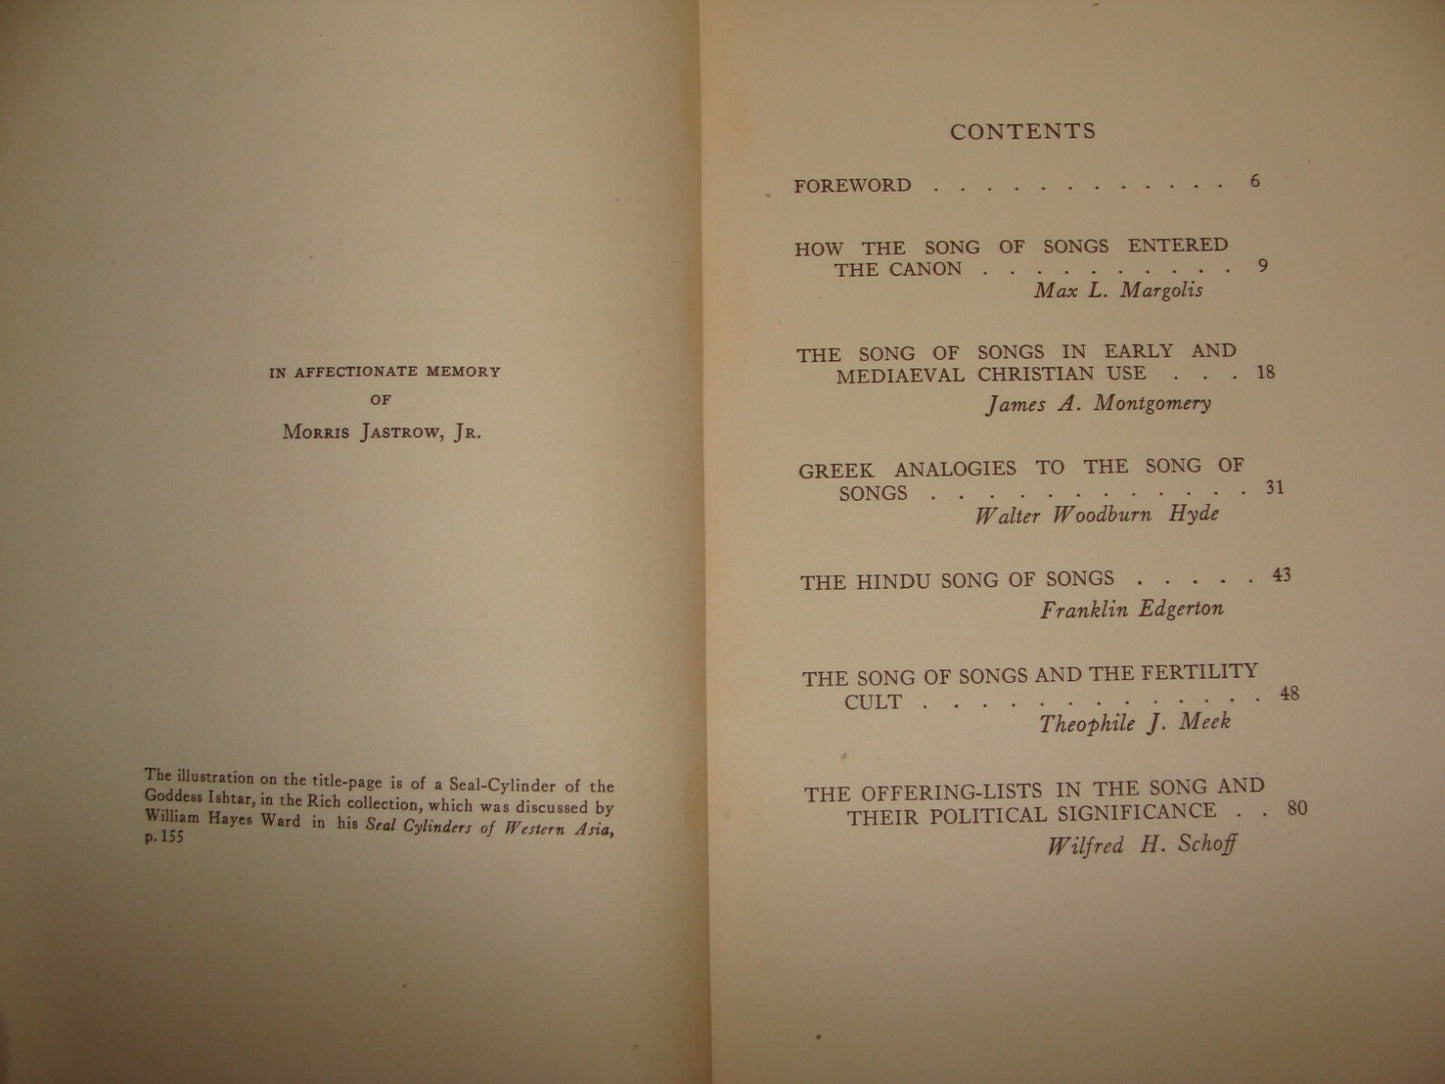 IN AFFECTIONATE MEMORY
OF
MORRIS JASTROW, JR.
The illustration on the title-page is of a Seal-Cylinder of the
Goddess Ishtar, in the Rich collection, which was discussed by
William Hayes Ward in his Seal Cylinders of Western Asia,
p. 155
CONTENTS
FOREWORD . . . . . . . . . . . . 6
HOW THE SONG OF SONGS ENTERED
THE CANON . . . . . . . . . . 9
Max L. Margolis
THE SONG OF SONGS IN EARLY AND
MEDIAEVAL CHRISTIAN USE . . . 18
James A. Montgomery
GREEK ANALOGIES TO THE SONG OF
SONGS . . . . . . . . . . . . 31
Walter Woodburn Hyde
THE HINDU SONG OF SONGS . . . . . 43
Franklin Edgerton
THE SONG OF SONGS AND THE FERTILITY
CULT . . . . . . . . . . . . . 48
Theophile J. Meek
THE OFFERING-LISTS IN THE SONG AND
THEIR POLITICAL SIGNIFICANCE . . 80
Wilfred H. Schoff